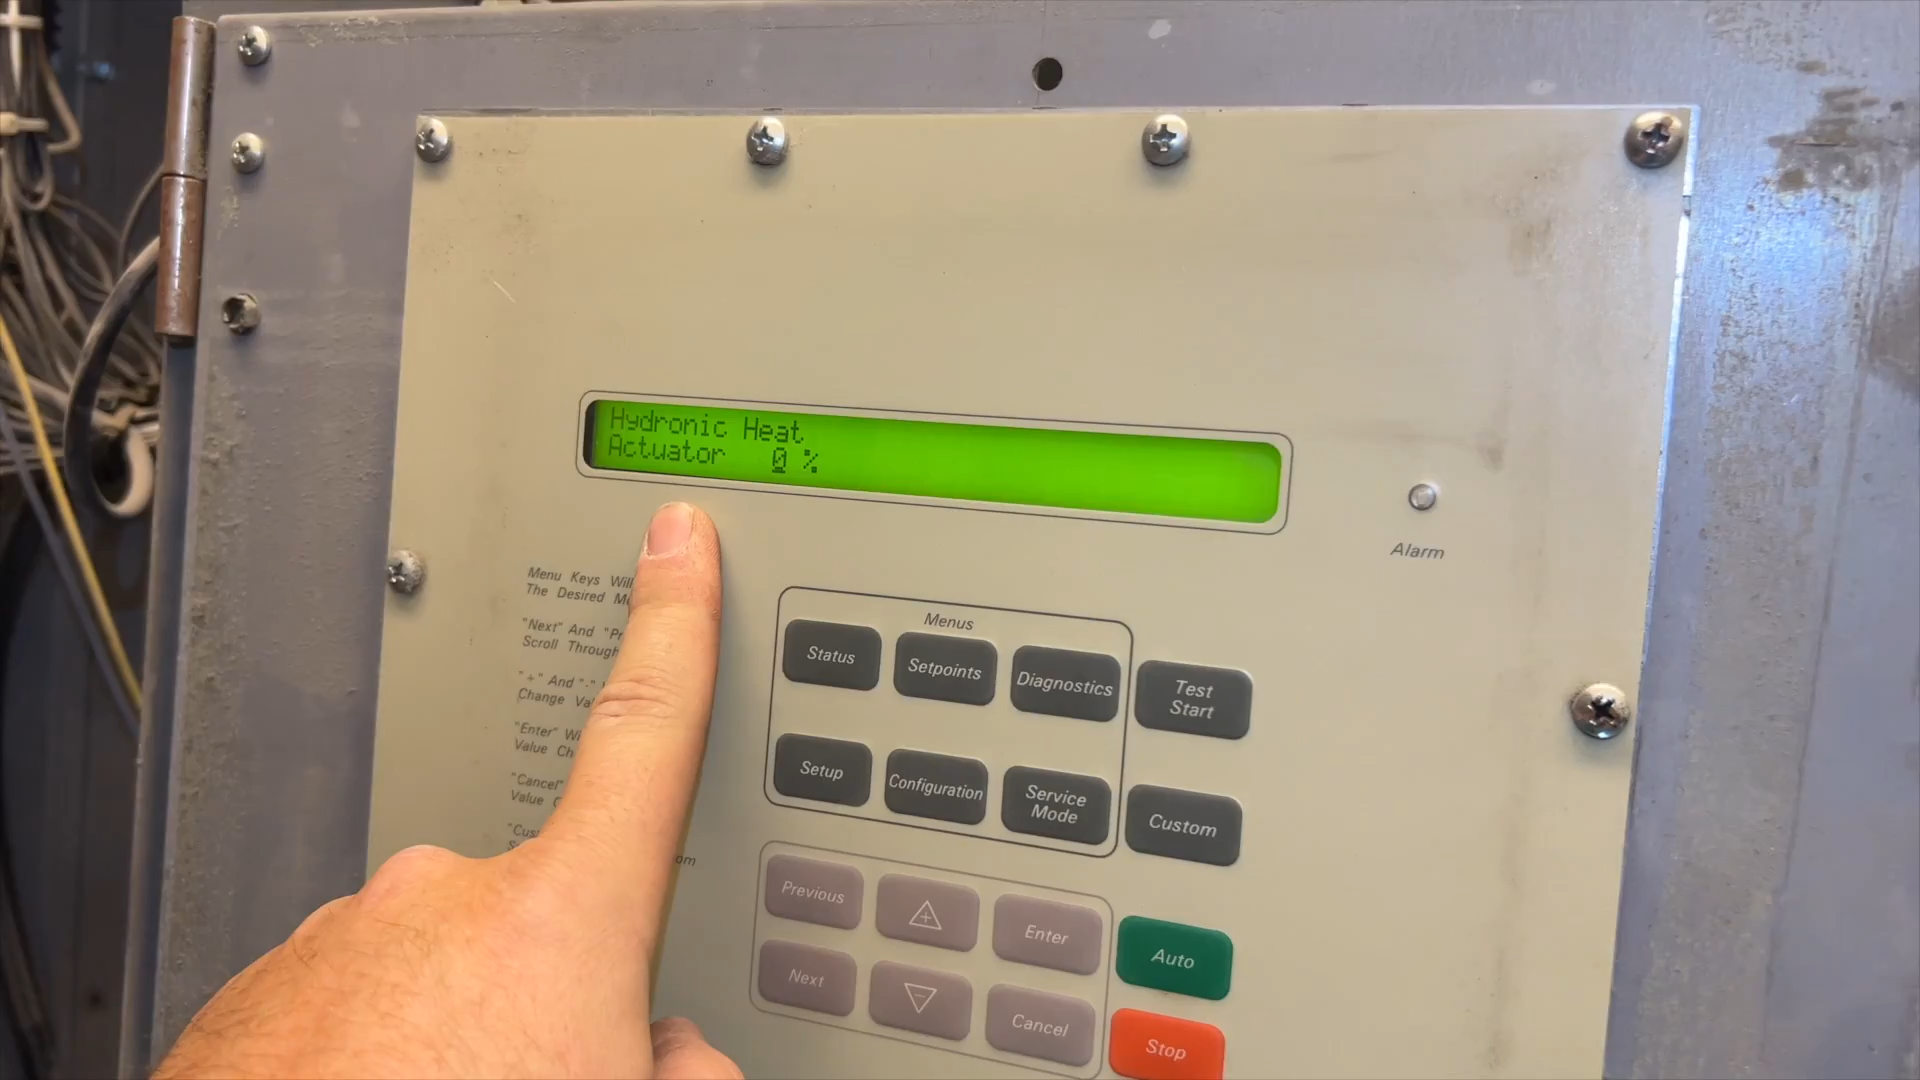 Hydronic Heat
Actuator 0 %
Alarm
Menu Keys Will
The Desired
"Next" And
Scroll Through
"+" And "-"
Change
"Enter"
Value
"Cancel"
Value
Menus
Status
Setpoints
Diagnostics
Test
Start
Setup
Configuration
Service
Mode
Custom
Previous
+
Enter
Auto
Next
-
Cancel
Stop